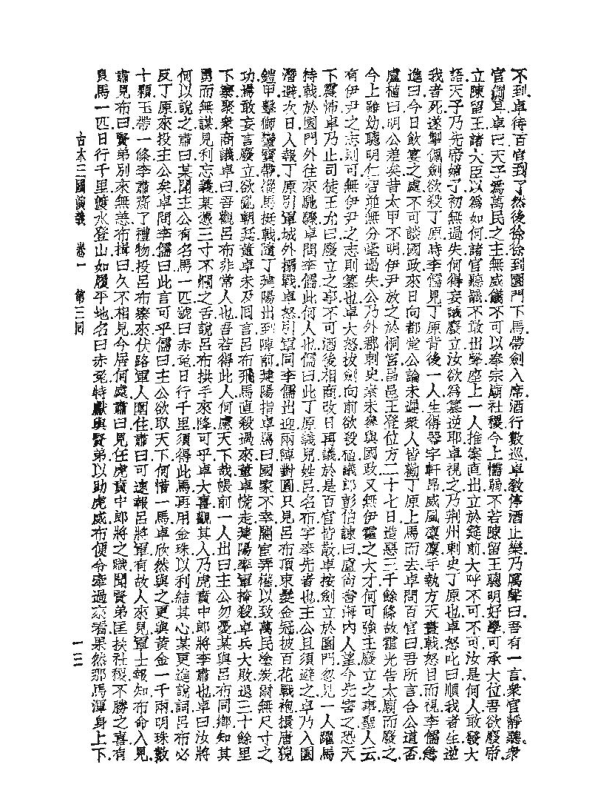 不到卓待百官到了然後徐徐到園門下馬帶劍入席酒行數巡卓教停酒止樂乃厲聲曰吾有一言衆官靜聽衆
官側耳卓曰天子爲萬民之主無威儀不可以奉宗廟社稷今上懦弱不若陳留王聰明好學可承大位吾欲廢帝
立陳留王諸大臣以爲如何諸官聽罷不敢出聲座上一人推案直出立於筵前大呼不可不可汝是何人敢發大
語天子乃先帝嫡子初無過失何得妄議廢立汝欲爲篡逆耶卓視之乃荊州刺史丁原也卓怒叱曰順我者生逆
我者死遂掣佩劍欲殺丁原時李儒見丁原背後一人生得器宇軒昂威風凜凜手執方天畫戟怒目而視李儒急
進曰今日飲宴之處不可談國政來日向都堂公論未遲衆人皆勸丁原上馬而去卓問百官曰吾所言合公道否
盧植曰明公差矣昔太甲不明伊尹放之於桐宮昌邑王登位方二十七日造惡三千餘條故霍光告太廟而廢之
今上雖幼聰明仁智並無分毫過失公乃外郡刺史素未參與國政又無伊霍之大才何可強主廢立之事聖人云
有伊尹之志則可無伊尹之志則篡也卓大怒拔劍向前欲殺植議郎彭伯諫曰盧尚書海內人望今先害之恐天
下震怖卓乃止司徒王允曰廢立之事不可酒後相商改日再議於是百官皆散卓按劍立於園門忽見一人躍馬
持戟於園門外往來馳驟卓問李儒此何人也儒曰此丁原義兒姓呂名布字奉先者也主公且須避之卓乃入園
潛避次日人報丁原引軍城外搦戰卓怒引軍同李儒出迎兩陣對圓只見呂布頂束髮金冠披百花戰袍擐唐猊
鎧甲繫獅蠻寶帶縱馬挺戟隨丁建陽出到陣前建陽指卓罵曰國家不幸閹官弄權以致萬民塗炭爾無尺寸之
功焉敢妄言廢立欲亂朝廷董卓未及回言呂布飛馬直殺過來董卓慌走建陽率軍掩殺卓兵大敗退三十餘里
下寨聚衆商議卓曰吾觀呂布非常人也吾若得此人何慮天下哉帳前一人出曰主公勿憂某與呂布同鄉知其
勇而無謀見利忘義某憑三寸不爛之舌說呂布拱手來降可乎卓大喜觀其人乃虎賁中郎將李肅也卓曰汝將
何以說之肅曰某聞主公有名馬一匹號曰赤兔日行千里須得此馬再用金珠以利結其心某更進說詞呂布必
反丁原來投主公矣卓問李儒曰此言可乎儒曰主公欲取天下何惜一馬卓欣然與之更與黃金一千兩明珠數
十顆玉帶一條李肅齎了禮物投呂布寨來伏路軍人圍住肅曰可速報呂將軍有故人來見軍士報知布命入見
肅見布曰賢弟別來無恙布揖曰久不相見今居何處肅曰見任虎賁中郎將之職聞賢弟匡扶社稷不勝之喜有
良馬一匹日行千里渡水登山如履平地名曰赤兔特獻與賢弟以助虎威布便令牽過來看果然那馬渾身上下
古本三國演義 卷一 第三回 一三